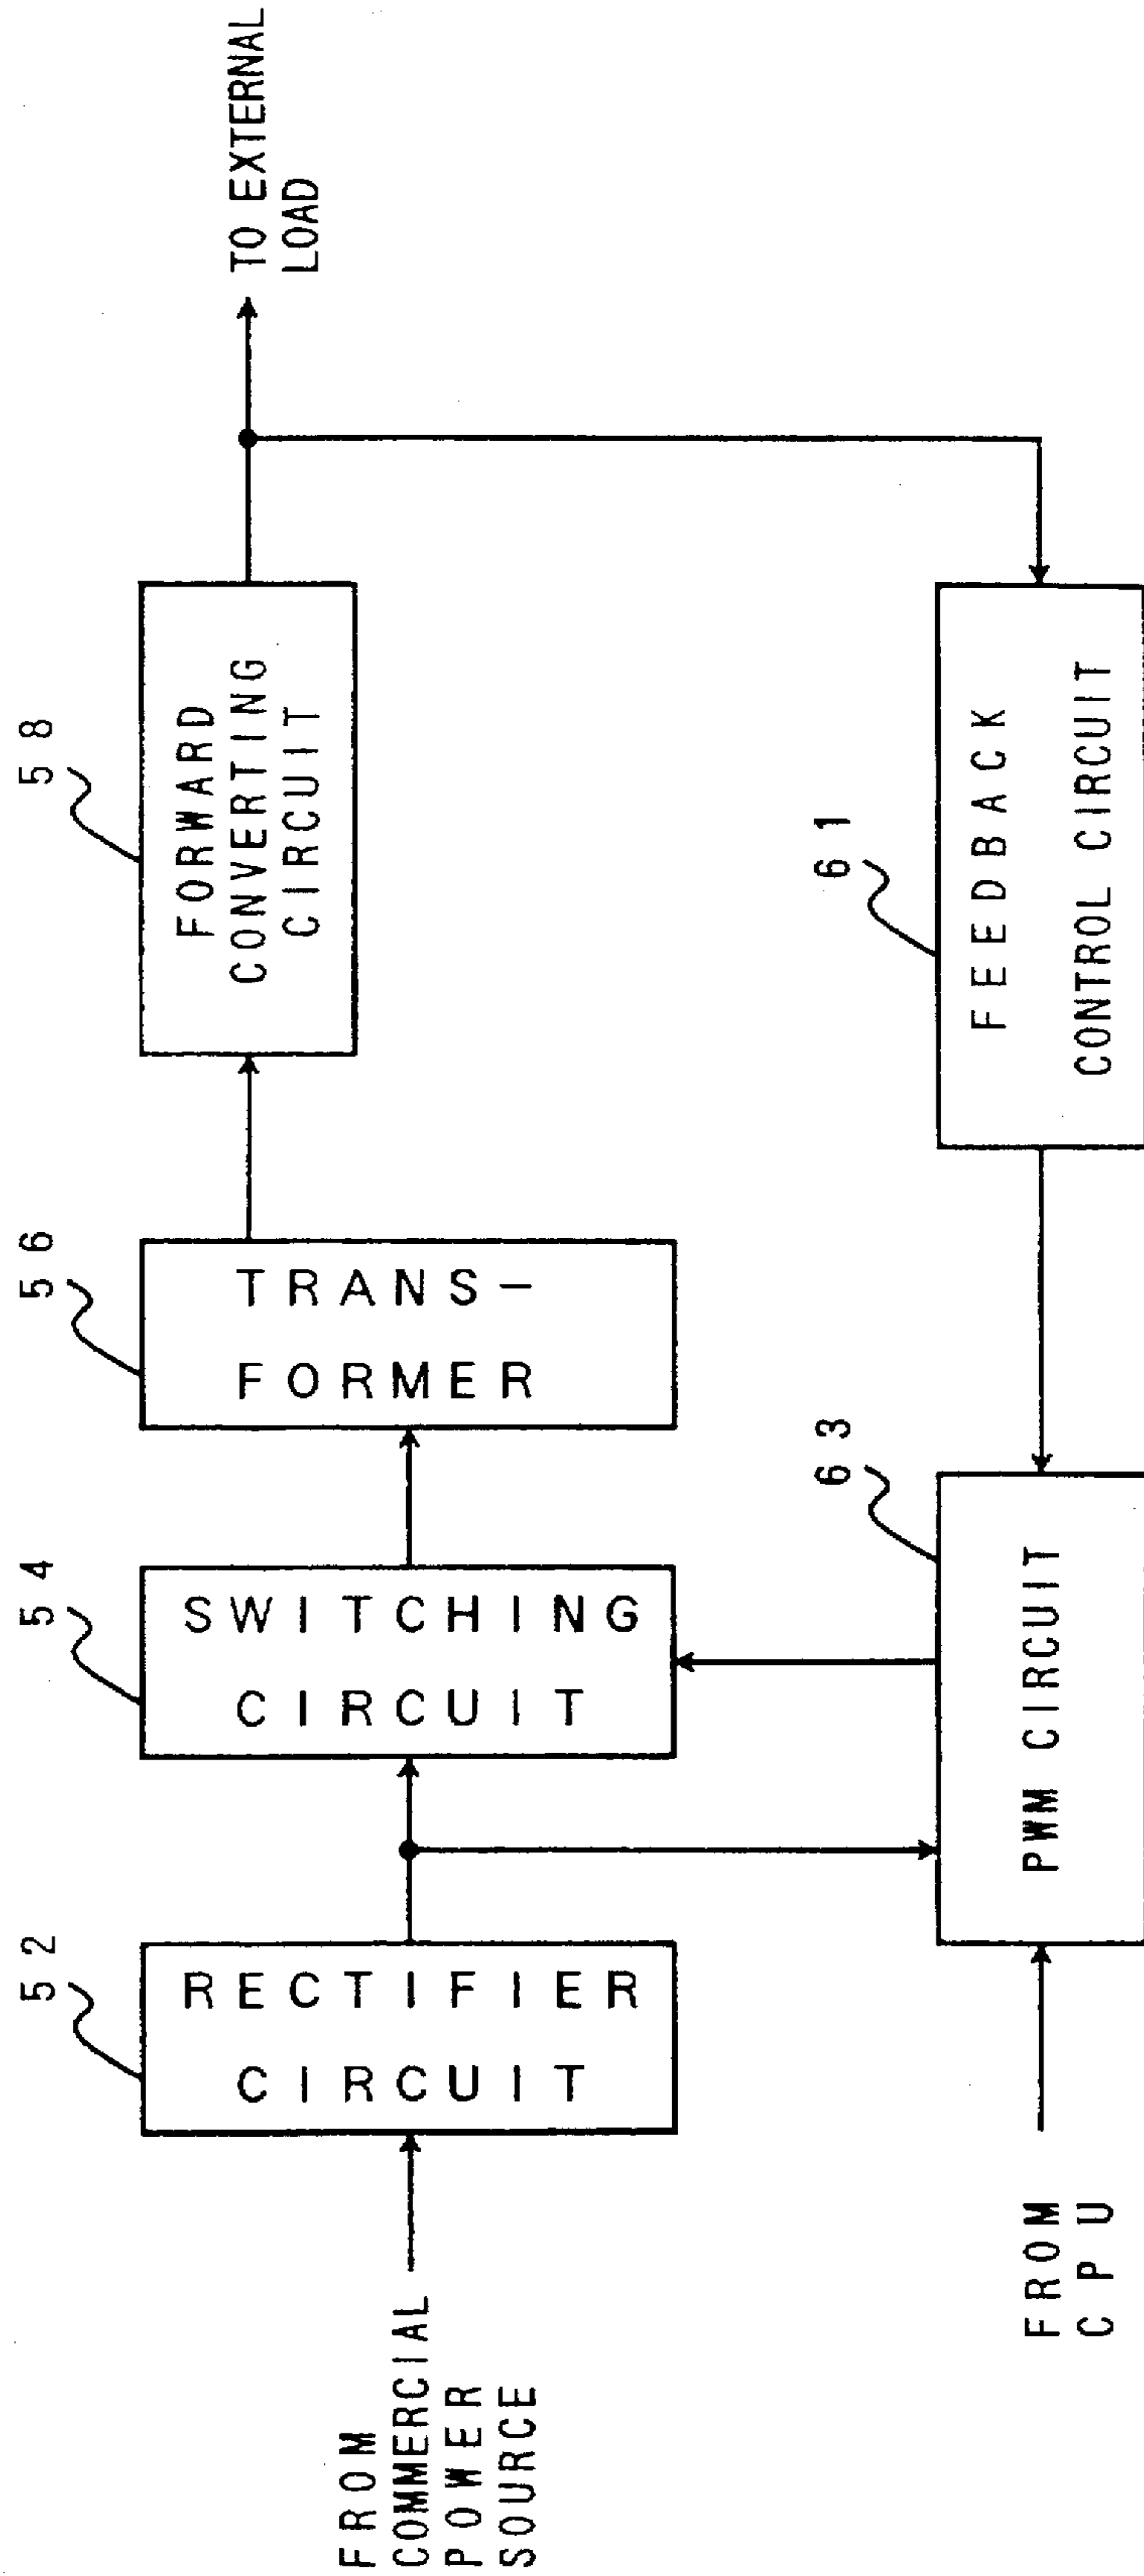 FROM
COMMERCIAL
POWER
SOURCE
52
RECTIFIER
CIRCUIT
54
SWITCHING
CIRCUIT
56
TRANS-
FORMER
58
FORWARD
CONVERTING
CIRCUIT
TO EXTERNAL
LOAD
FROM
CPU
63
PWM CIRCUIT
61
FEEDBACK
CONTROL CIRCUIT